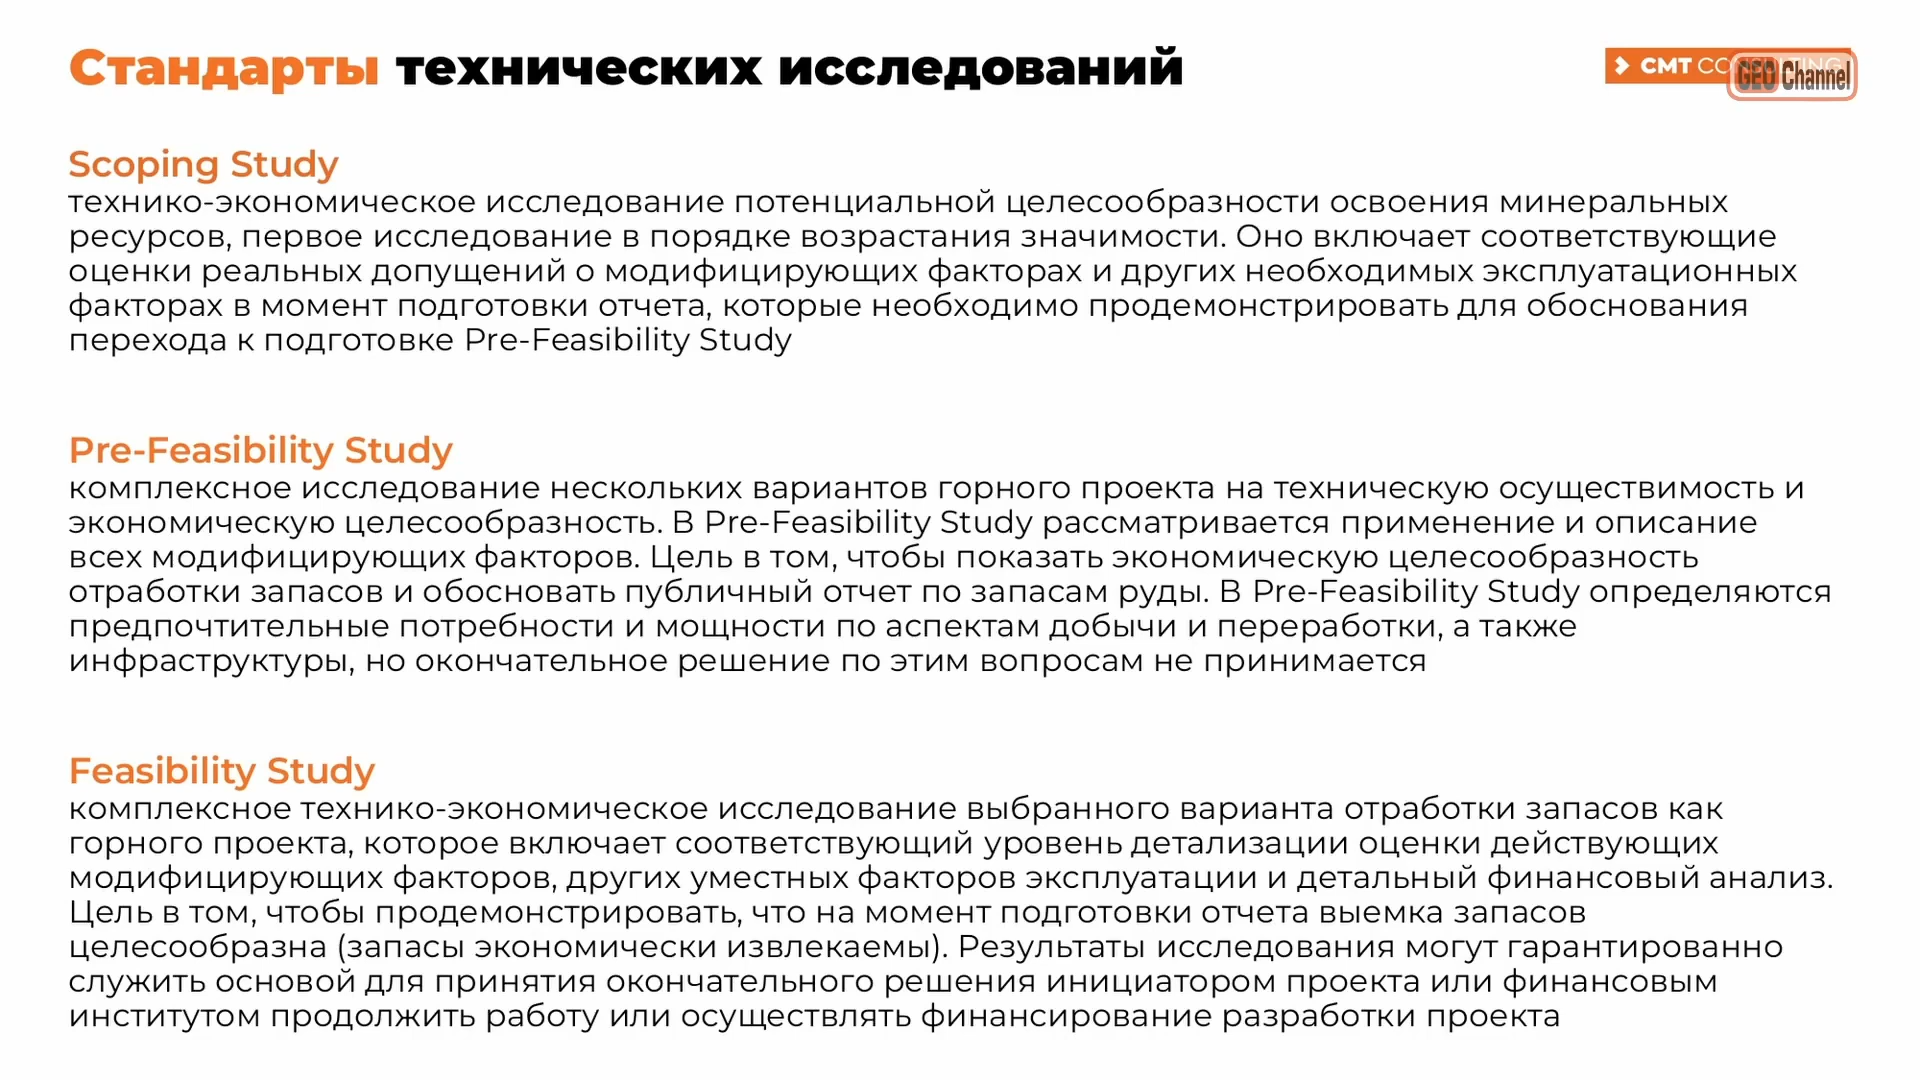 Стандарты технических исследований
CMT CO
GEO Channel
Scoping Study
технико-экономическое исследование потенциальной целесообразности освоения минеральных
ресурсов, первое исследование в порядке возрастания значимости. Оно включает соответствующие
оценки реальных допущений о модифицирующих факторах и других необходимых эксплуатационных
факторах в момент подготовки отчета, которые необходимо продемонстрировать для обоснования
перехода к подготовке Pre-Feasibility Study
Pre-Feasibility Study
комплексное исследование нескольких вариантов горного проекта на техническую осуществимость и
экономическую целесообразность. В Pre-Feasibility Study рассматривается применение и описание
всех модифицирующих факторов. Цель в том, чтобы показать экономическую целесообразность
отработки запасов и обосновать публичный отчет по запасам руды. В Pre-Feasibility Study определяются
предпочтительные потребности и мощности по аспектам добычи и переработки, а также
инфраструктуры, но окончательное решение по этим вопросам не принимается
Feasibility Study
комплексное технико-экономическое исследование выбранного варианта отработки запасов как
горного проекта, которое включает соответствующий уровень детализации оценки действующих
модифицирующих факторов, других уместных факторов эксплуатации и детальный финансовый анализ.
Цель в том, чтобы продемонстрировать, что на момент подготовки отчета выемка запасов
целесообразна (запасы экономически извлекаемы). Результаты исследования могут гарантированно
служить основой для принятия окончательного решения инициатором проекта или финансовым
институтом продолжить работу или осуществлять финансирование разработки проекта